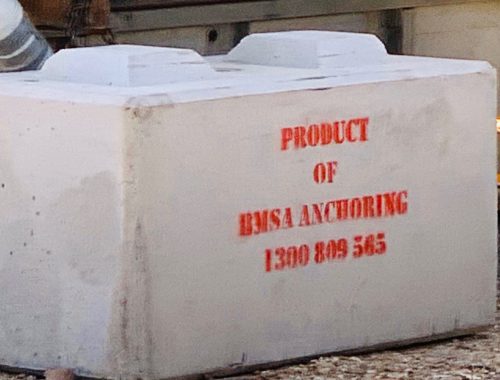 PRODUCT
OF
BMSA ANCHORING
1300 809 565